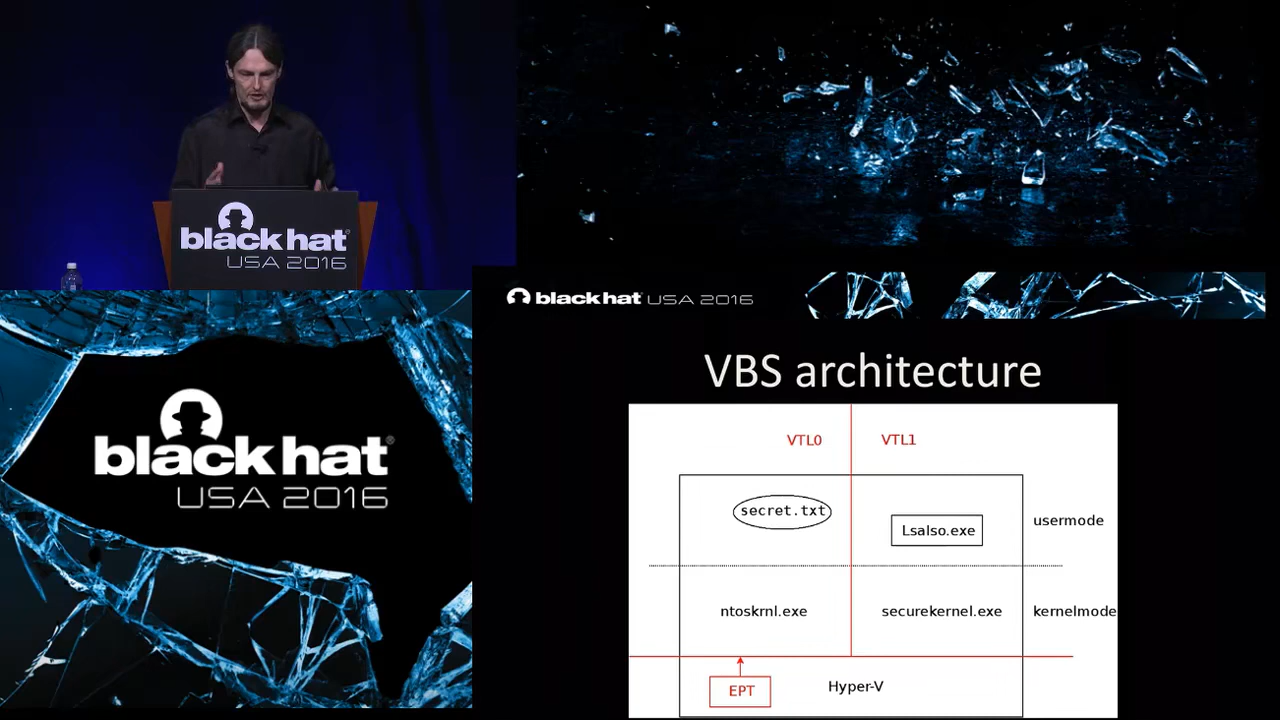 black hat
USA 2016
black hat USA 2016
black hat®
USA 2016
VBS architecture
VTL0 VTL1
secret.txt
LsaIso.exe
usermode
ntoskrnl.exe securekernel.exe kernelmode
EPT
Hyper-V